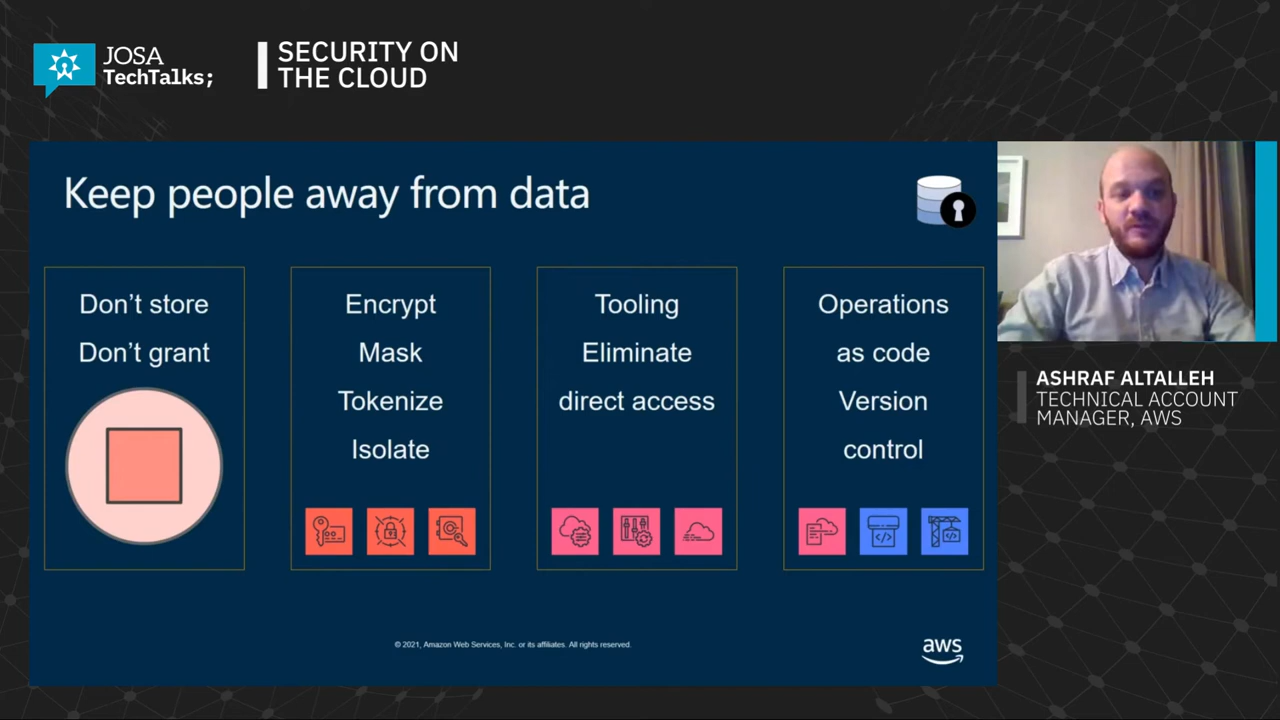 JOSA
TechTalks;
SECURITY ON
THE CLOUD
Keep people away from data
Don't store
Don't grant
Encrypt
Mask
Tokenize
Isolate
Tooling
Eliminate
direct access
Operations
as code
Version
control
© 2021, Amazon Web Services, Inc. or its affiliates. All rights reserved.
aws
ASHRAF ALTALLEH
TECHNICAL ACCOUNT
MANAGER, AWS